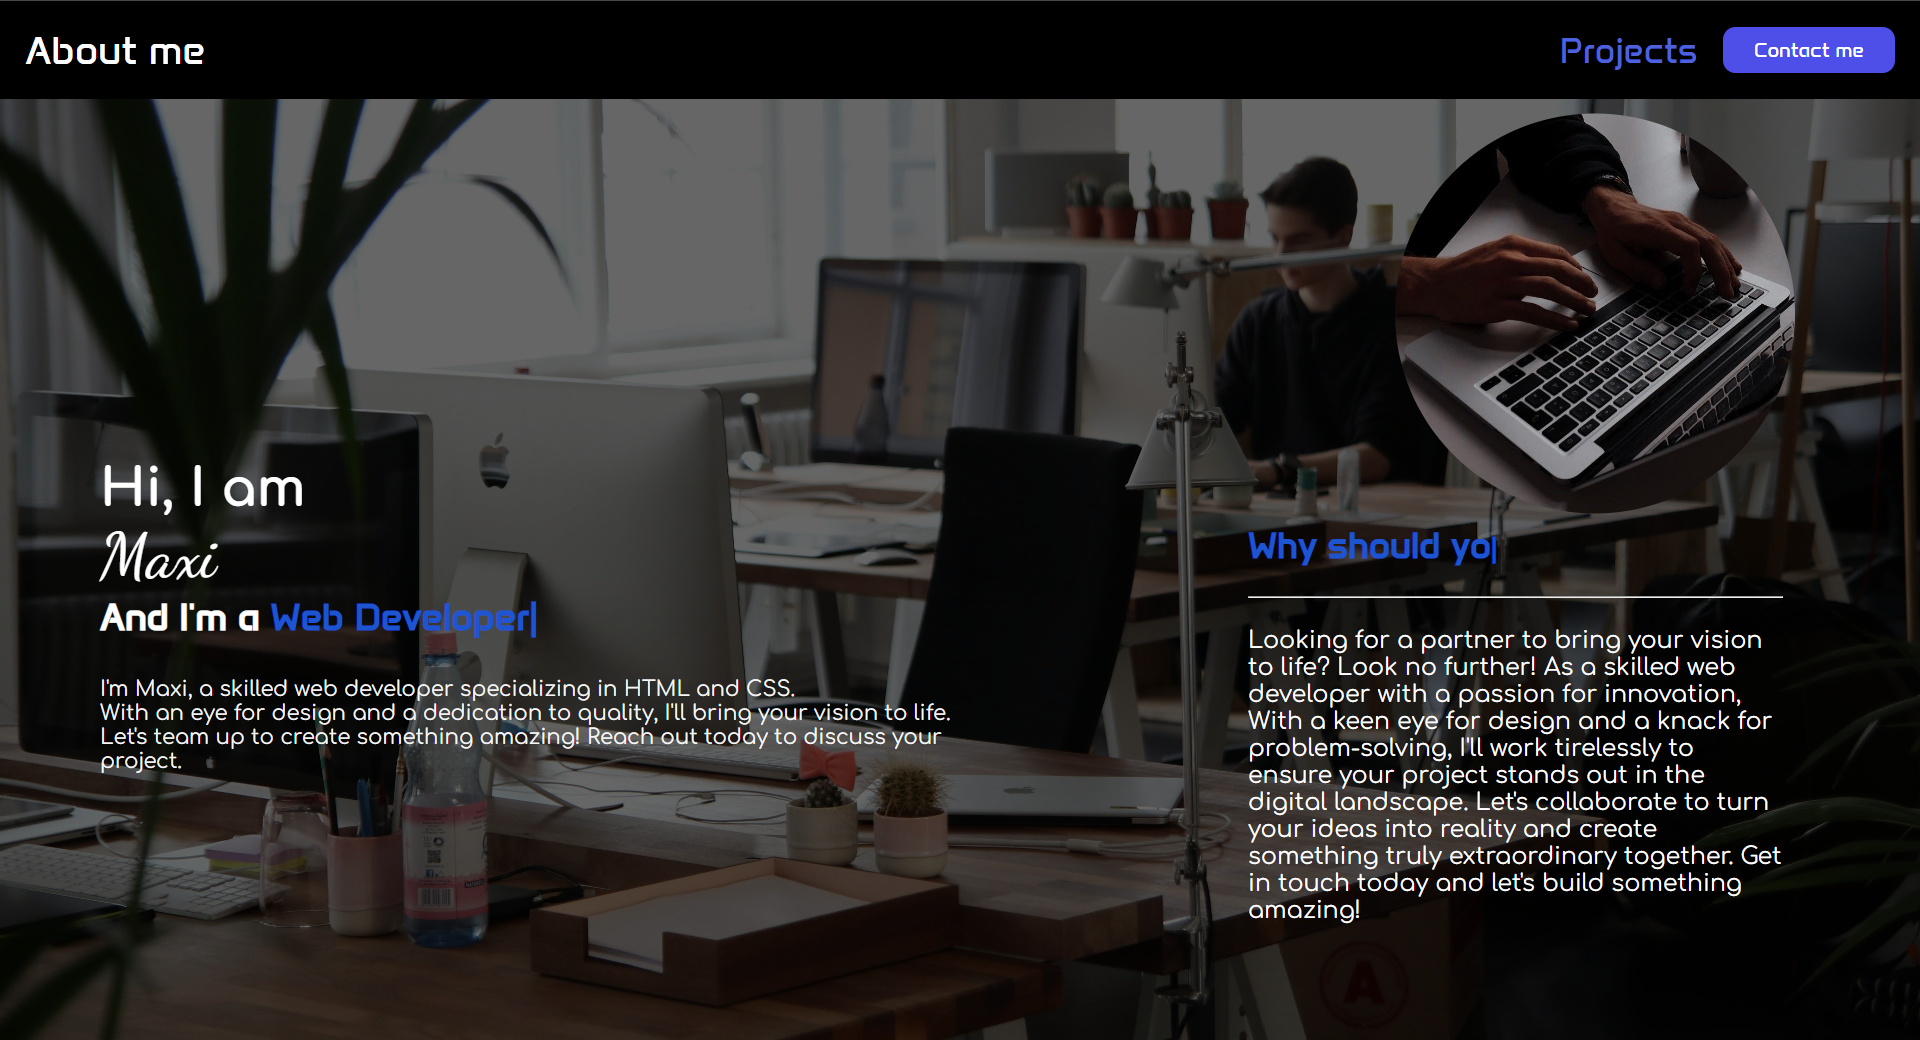 About me
Projects
Contact me
Hi, I am
Maxi
And I'm a Web Developer|
I'm Maxi, a skilled web developer specializing in HTML and CSS.
With an eye for design and a dedication to quality, I'll bring your vision to life.
Let's team up to create something amazing! Reach out today to discuss your
project.
Why should yo|
Looking for a partner to bring your vision
to life? Look no further! As a skilled web
developer with a passion for innovation,
With a keen eye for design and a knack for
problem-solving, I'll work tirelessly to
ensure your project stands out in the
digital landscape. Let's collaborate to turn
your ideas into reality and create
something truly extraordinary together. Get
in touch today and let's build something
amazing!
A